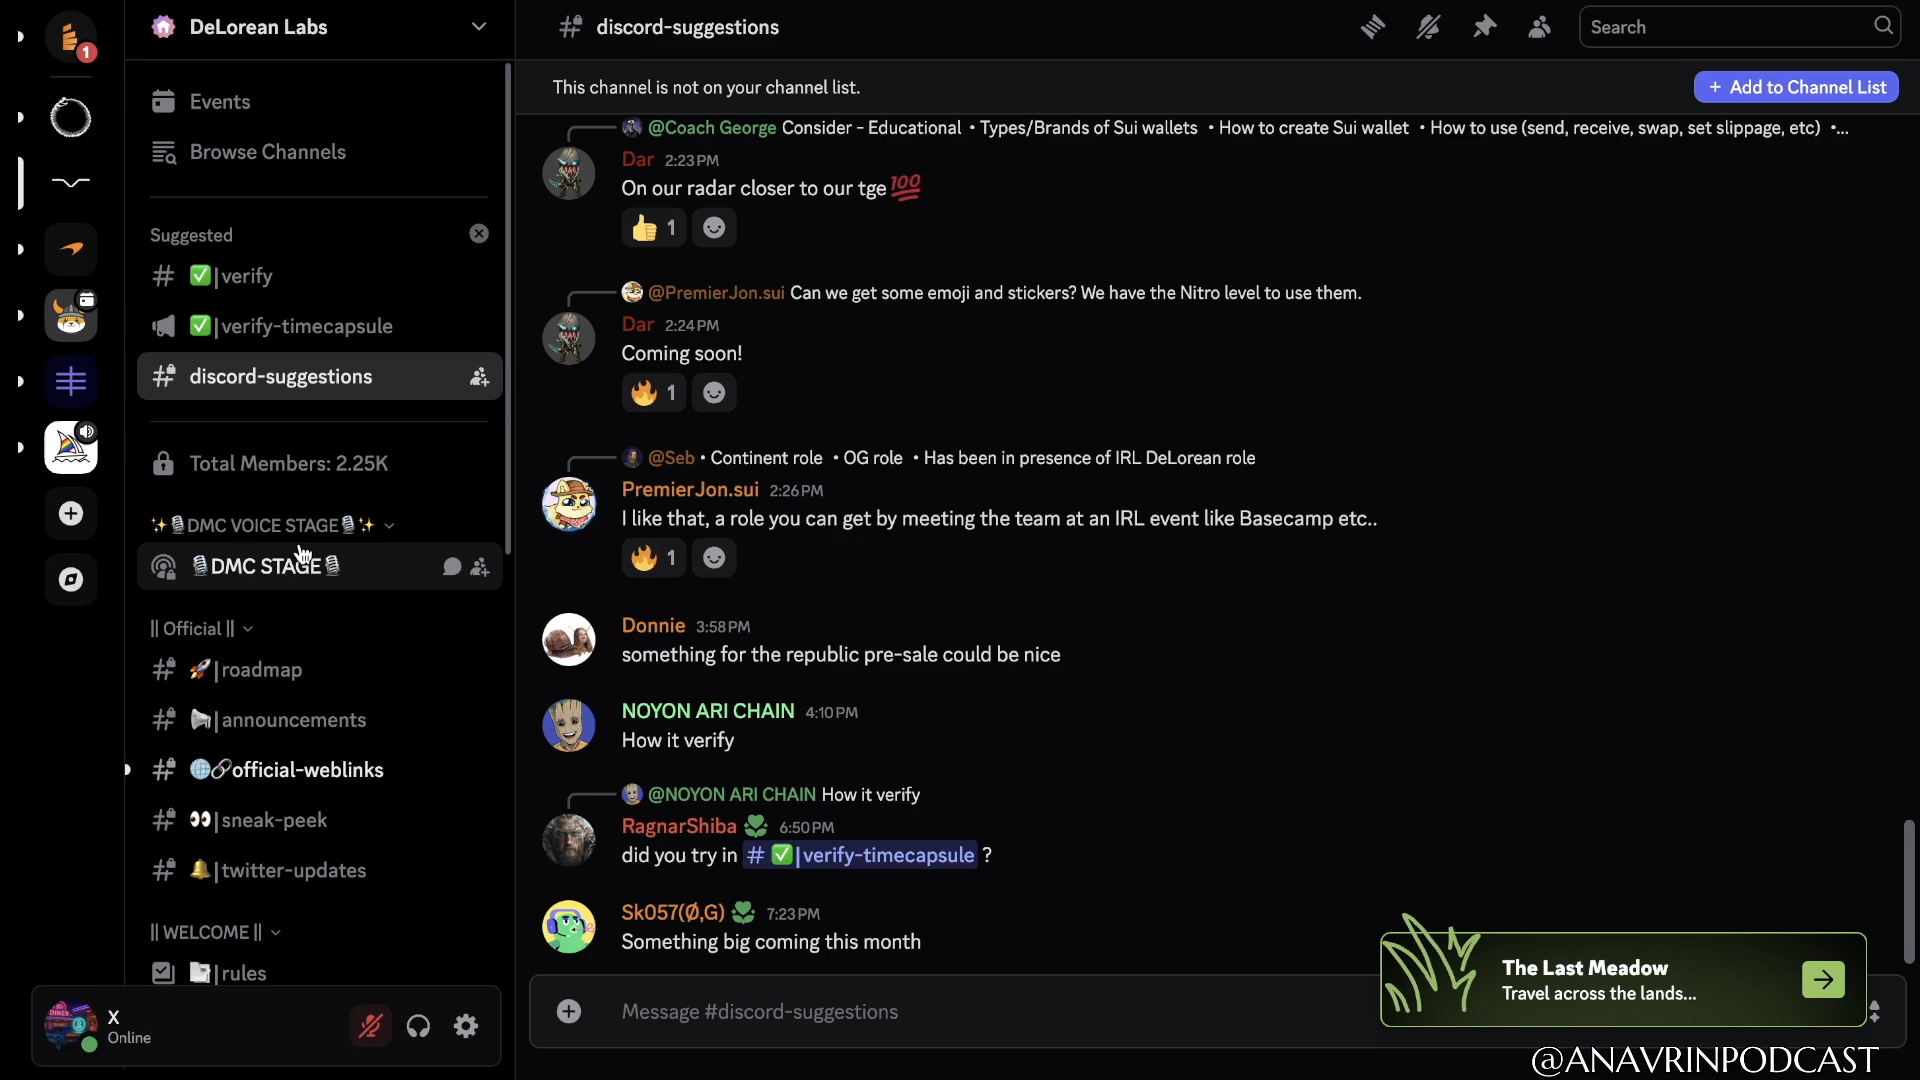 1
DeLorean Labs
Events
Browse Channels
Suggested
✅|verify
✅|verify-timecapsule
discord-suggestions
Total Members: 2.25K
✨🎙️DMC VOICE STAGE🎙️✨
🎙️DMC STAGE🎙️
|| Official ||
🚀|roadmap
📢|announcements
🌐🔗official-weblinks
👀|sneak-peek
🔔|twitter-updates
|| WELCOME ||
📑|rules
X
Online
discord-suggestions
Search
This channel is not on your channel list.
+ Add to Channel List
@Coach George Consider - Educational • Types/Brands of Sui wallets • How to create Sui wallet • How to use (send, receive, swap, set slippage, etc) •...
Dar 2:23 PM
On our radar closer to our tge 💯
👍 1
@PremierJon.sui Can we get some emoji and stickers? We have the Nitro level to use them.
Dar 2:24 PM
Coming soon!
🔥 1
@Seb • Continent role • OG role • Has been in presence of IRL DeLorean role
PremierJon.sui 2:26 PM
I like that, a role you can get by meeting the team at an IRL event like Basecamp etc..
🔥 1
Donnie 3:58 PM
something for the republic pre-sale could be nice
NOYON ARI CHAIN 4:10 PM
How it verify
@NOYON ARI CHAIN How it verify
RagnarShiba 6:50 PM
did you try in # ✅|verify-timecapsule ?
Sk057(Ø,G) 7:23 PM
Something big coming this month
Message #discord-suggestions
The Last Meadow
Travel across the lands...
@ANAVRINPODCAST